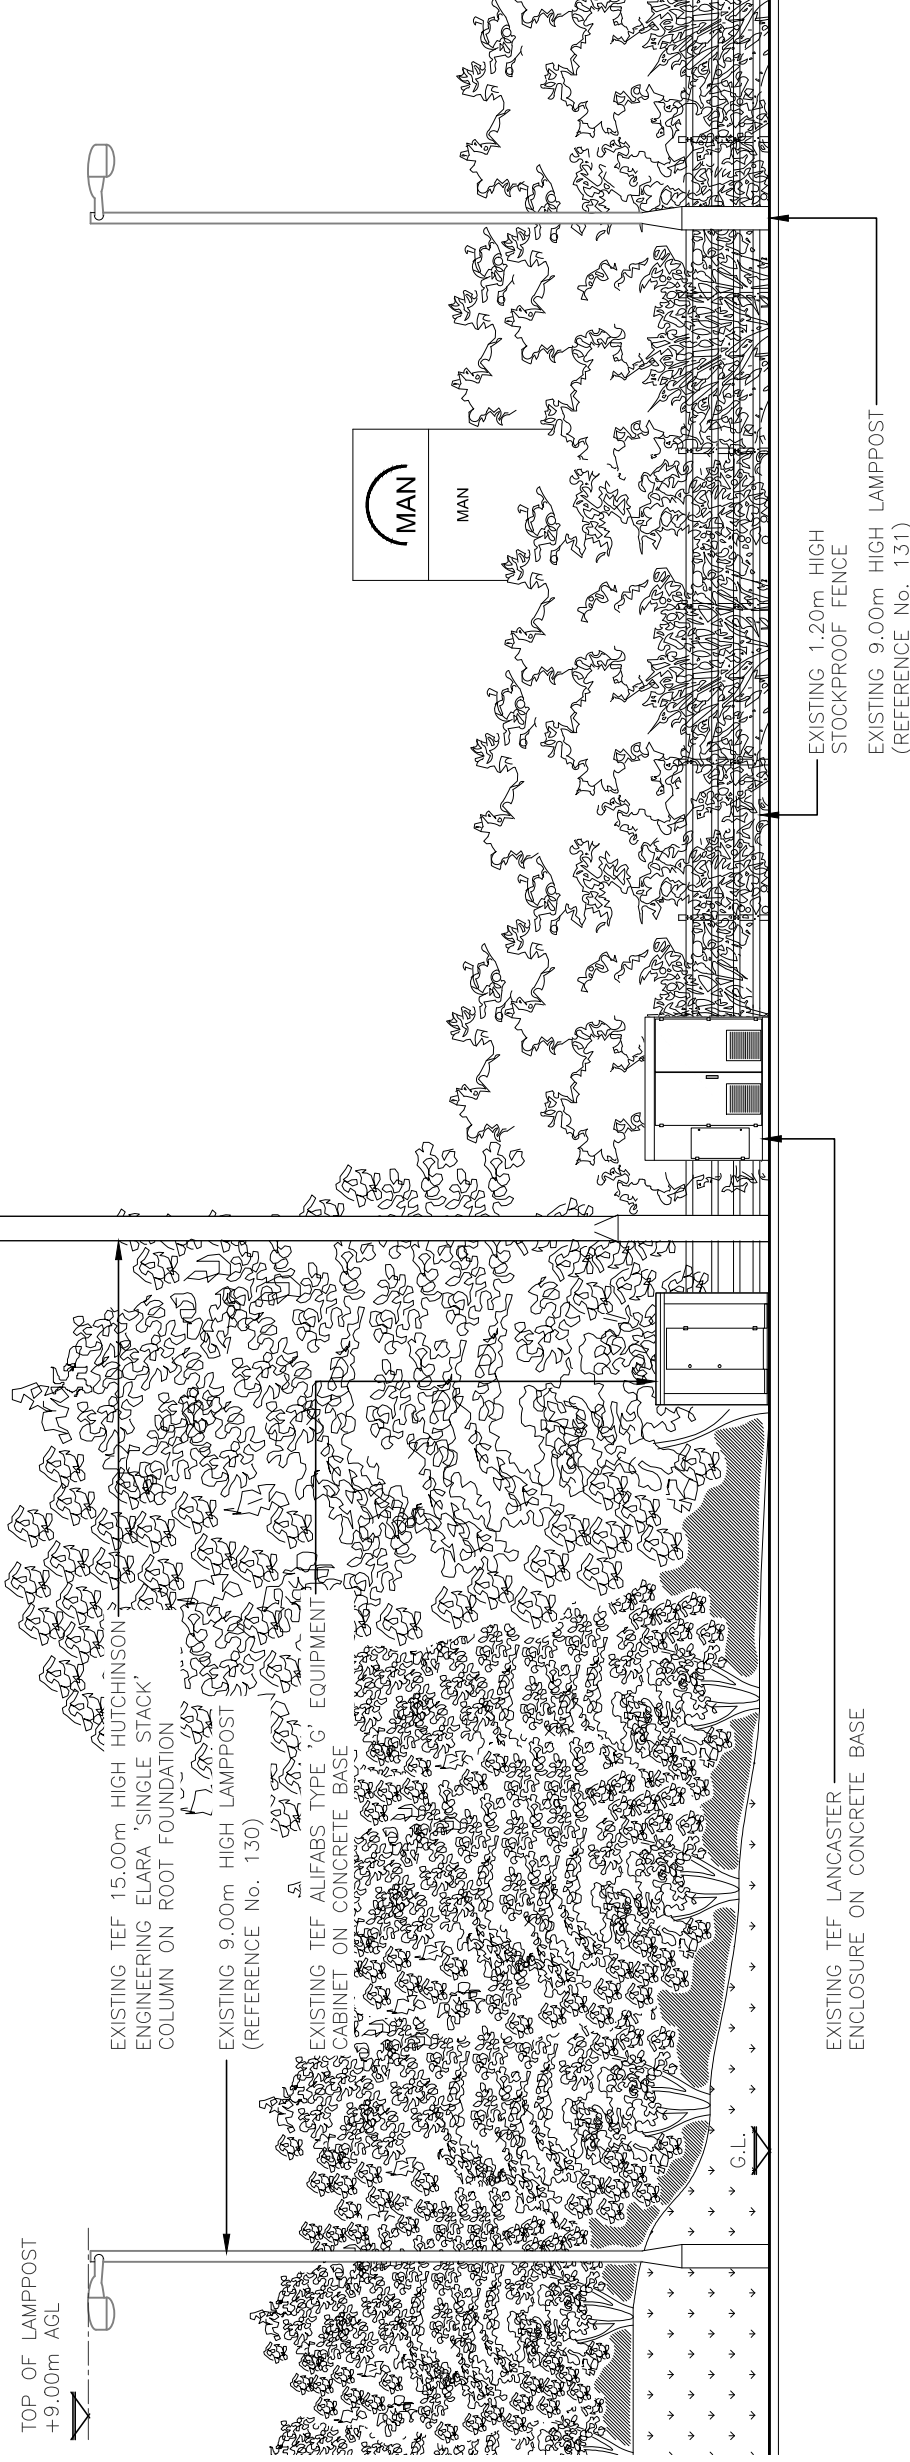 TOP OF LAMPPOST
+9.00m AGL
EXISTING TEF 15.00m HIGH HUTCHINSON
ENGINEERING ELARA 'SINGLE STACK'
COLUMN ON ROOT FOUNDATION
EXISTING 9.00m HIGH LAMPPOST
(REFERENCE No. 130)
EXISTING TEF ALIFABS TYPE 'G' EQUIPMENT
CABINET ON CONCRETE BASE
MAN
MAN
G.L.
EXISTING TEF LANCASTER
ENCLOSURE ON CONCRETE BASE
EXISTING 1.20m HIGH
STOCKPROOF FENCE
EXISTING 9.00m HIGH LAMPPOST
(REFERENCE No. 131)